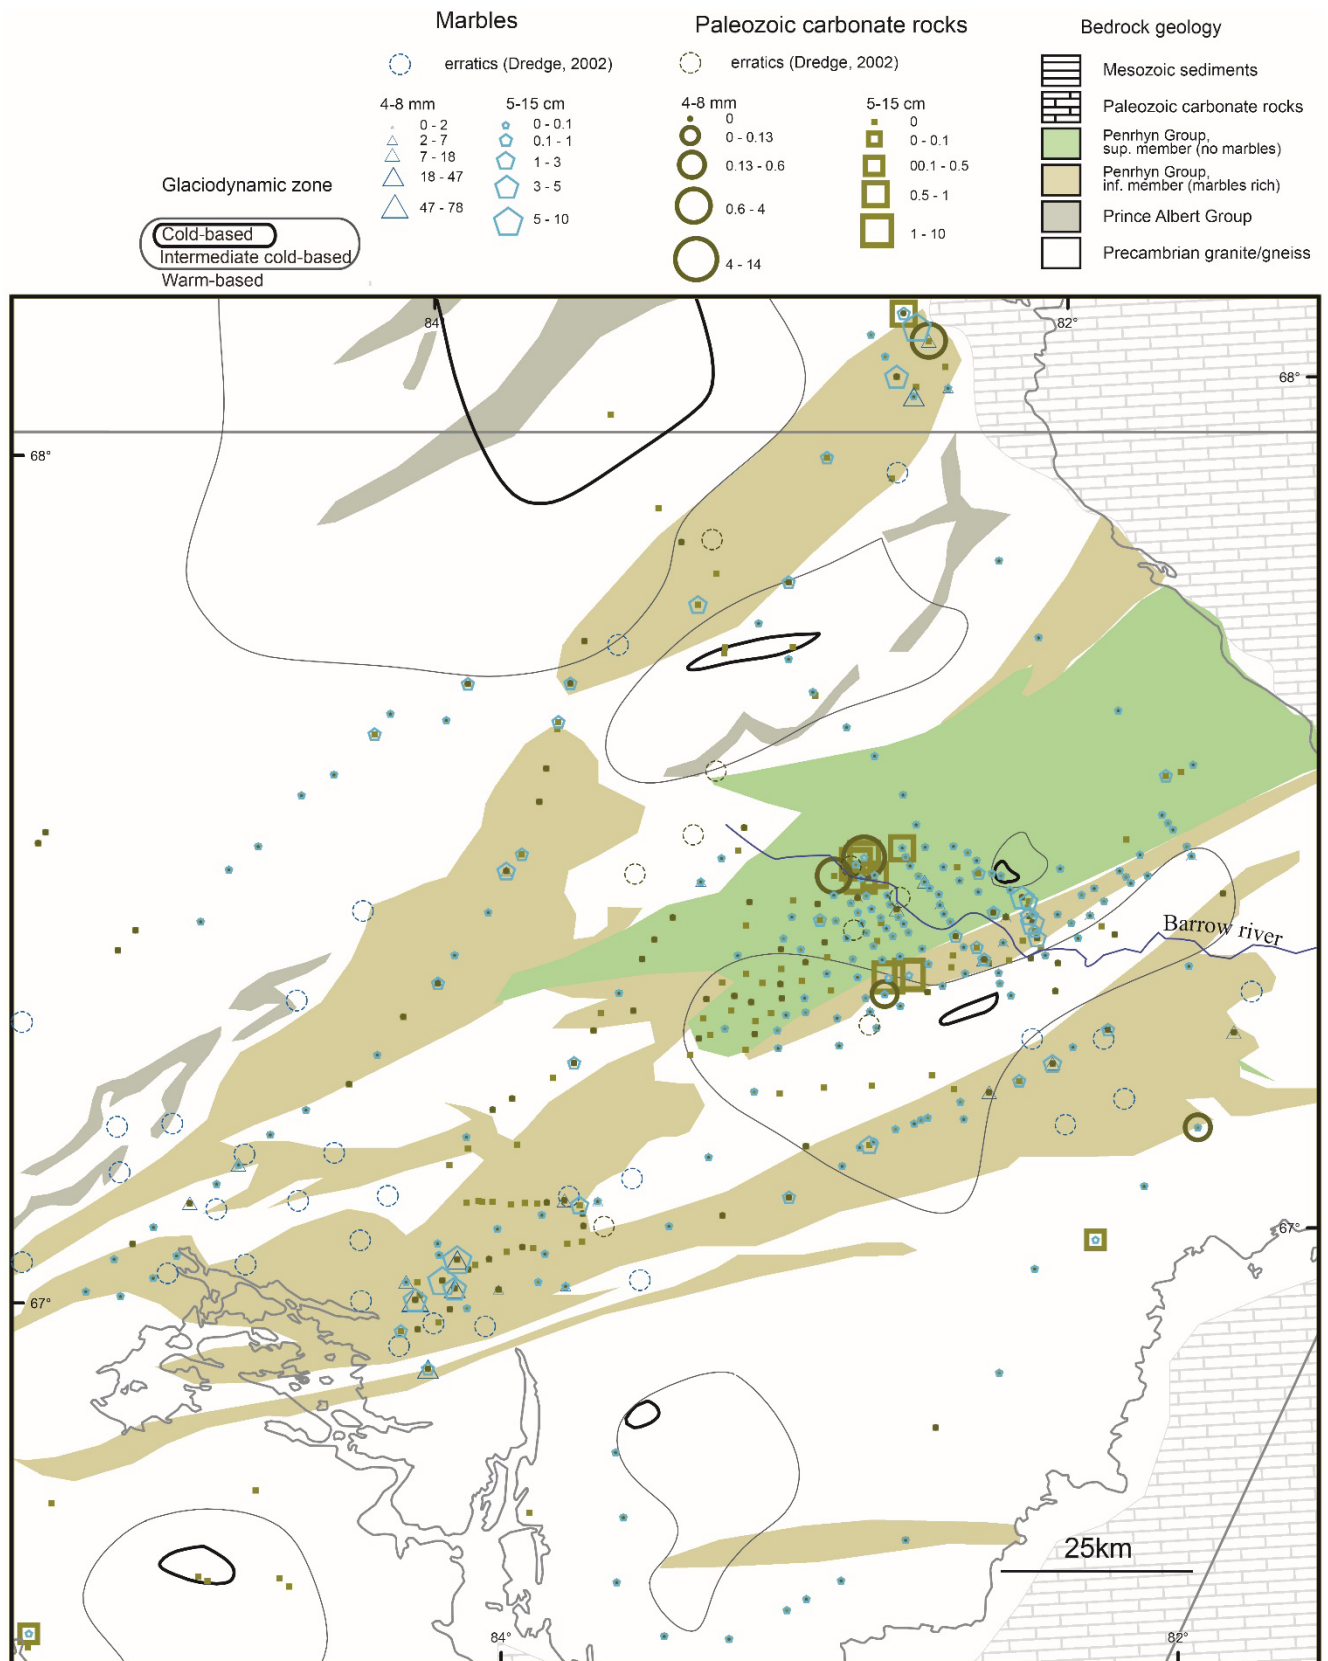 Marbles
erratics (Dredge, 2002)
4-8 mm
0 - 2
2 - 7
7 - 18
18 - 47
47 - 78
5-15 cm
0 - 0.1
0.1 - 1
1 - 3
3 - 5
5 - 10
Paleozoic carbonate rocks
erratics (Dredge, 2002)
4-8 mm
0
0 - 0.13
0.13 - 0.6
0.6 - 4
4 - 14
5-15 cm
0
0 - 0.1
00.1 - 0.5
0.5 - 1
1 - 10
Bedrock geology
Mesozoic sediments
Paleozoic carbonate rocks
Penrhyn Group,
sup. member (no marbles)
Penrhyn Group,
inf. member (marbles rich)
Prince Albert Group
Precambrian granite/gneiss
Glaciodynamic zone
Cold-based
Intermediate cold-based
Warm-based
84°
82°
68°
68°
Barrow river
67°
67°
25km
84°
82°